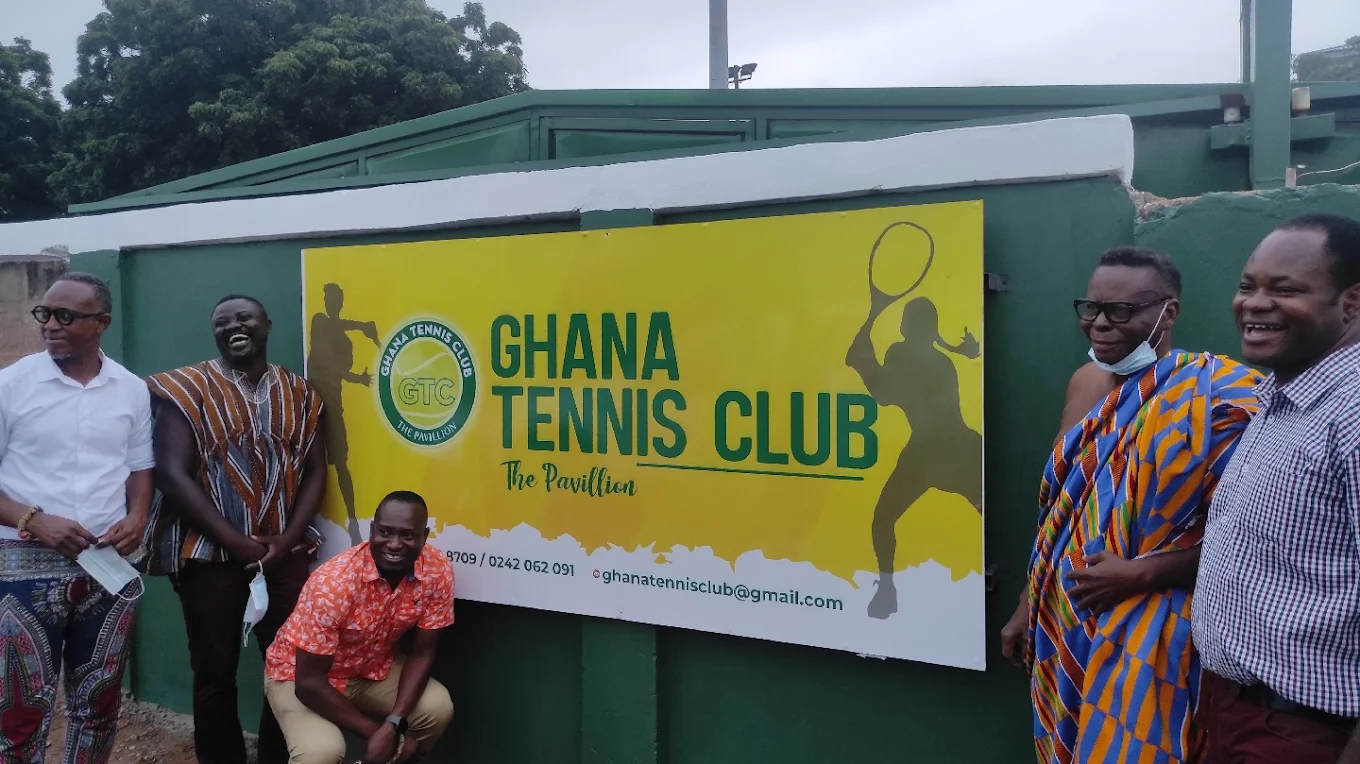 GHANA TENNIS CLUB
GTC
THE PAVILLION
GHANA
TENNIS CLUB
The Pavillion
8709 / 0242 062 091
ghanatennisclub@gmail.com